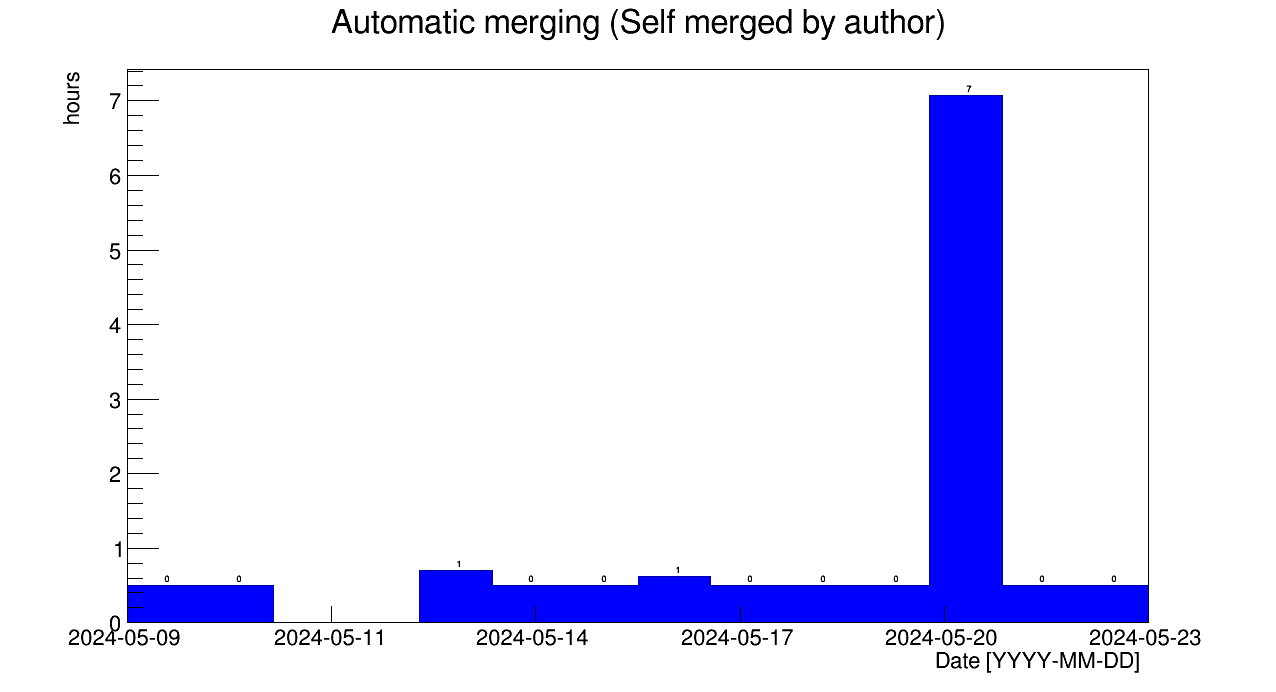 Automatic merging (Self merged by author)
hours
7
6
5
4
3
2
1
0
0 0 1 0 0 1 0 0 0 7 0 0
2024-05-09 2024-05-11 2024-05-14 2024-05-17 2024-05-20 2024-05-23
Date [YYYY-MM-DD]